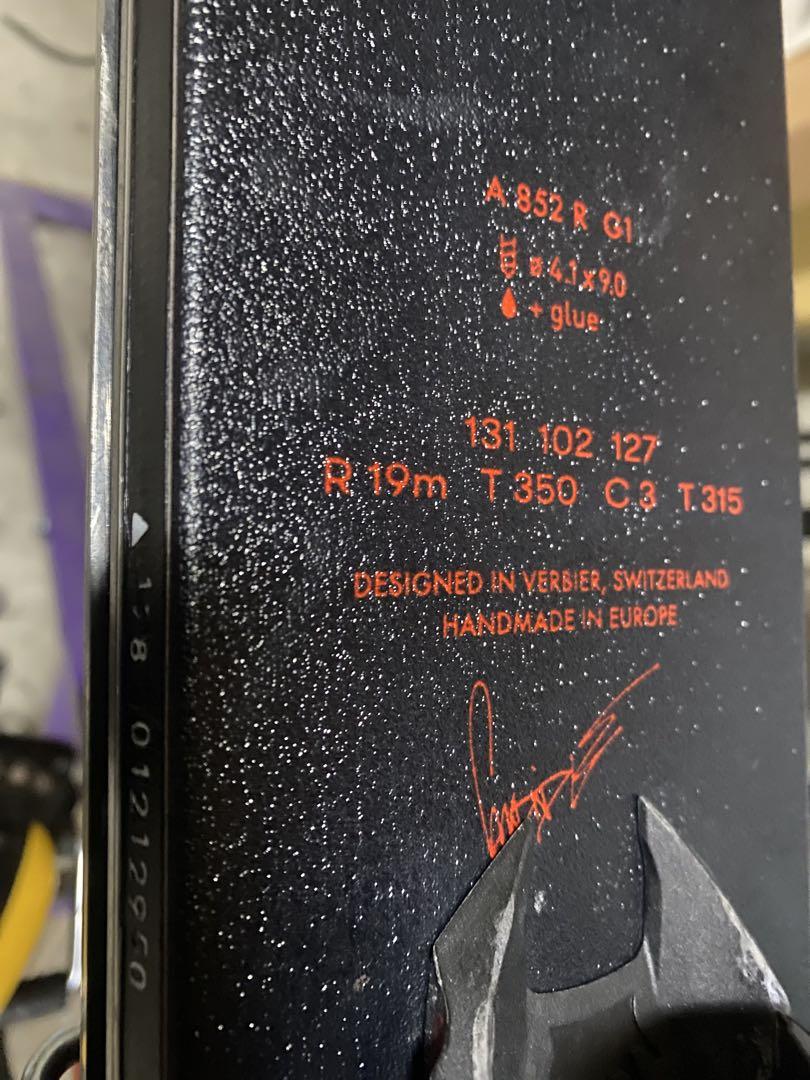 A 852 R G1
ø 4.1 x 9.0
+ glue
131 102 127
R 19m T 350 C 3 T 315
DESIGNED IN VERBIER, SWITZERLAND
HANDMADE IN EUROPE
01212950